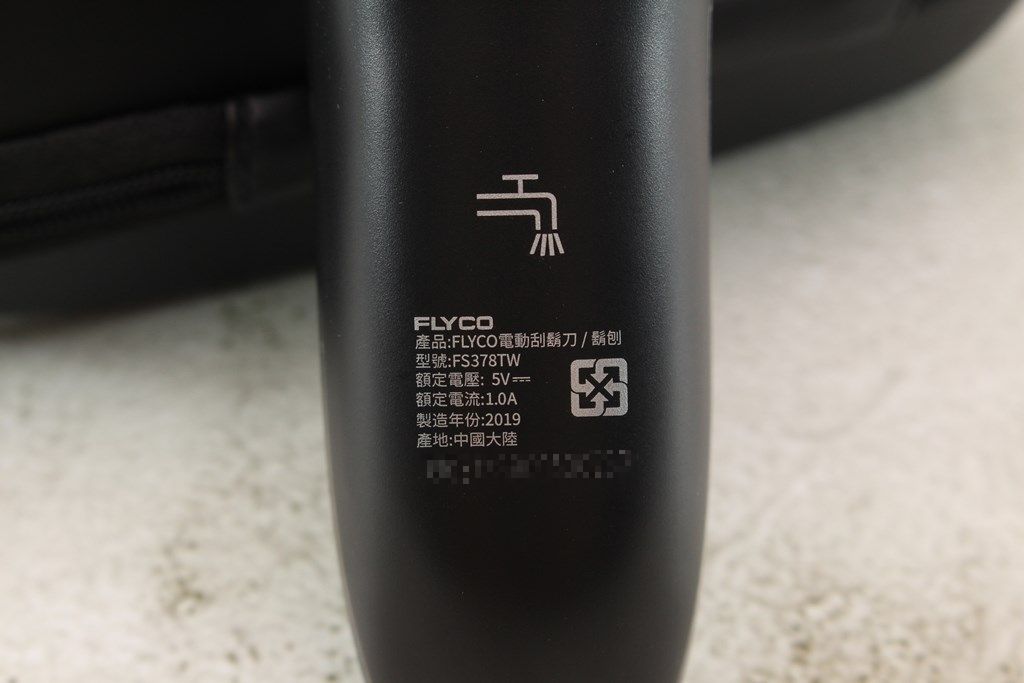 FLYCO
產品:FLYCO電動刮鬍刀 / 鬍刨
型號:FS378TW
額定電壓: 5V⎓
額定電流:1.0A
製造年份:2019
產地:中國大陸